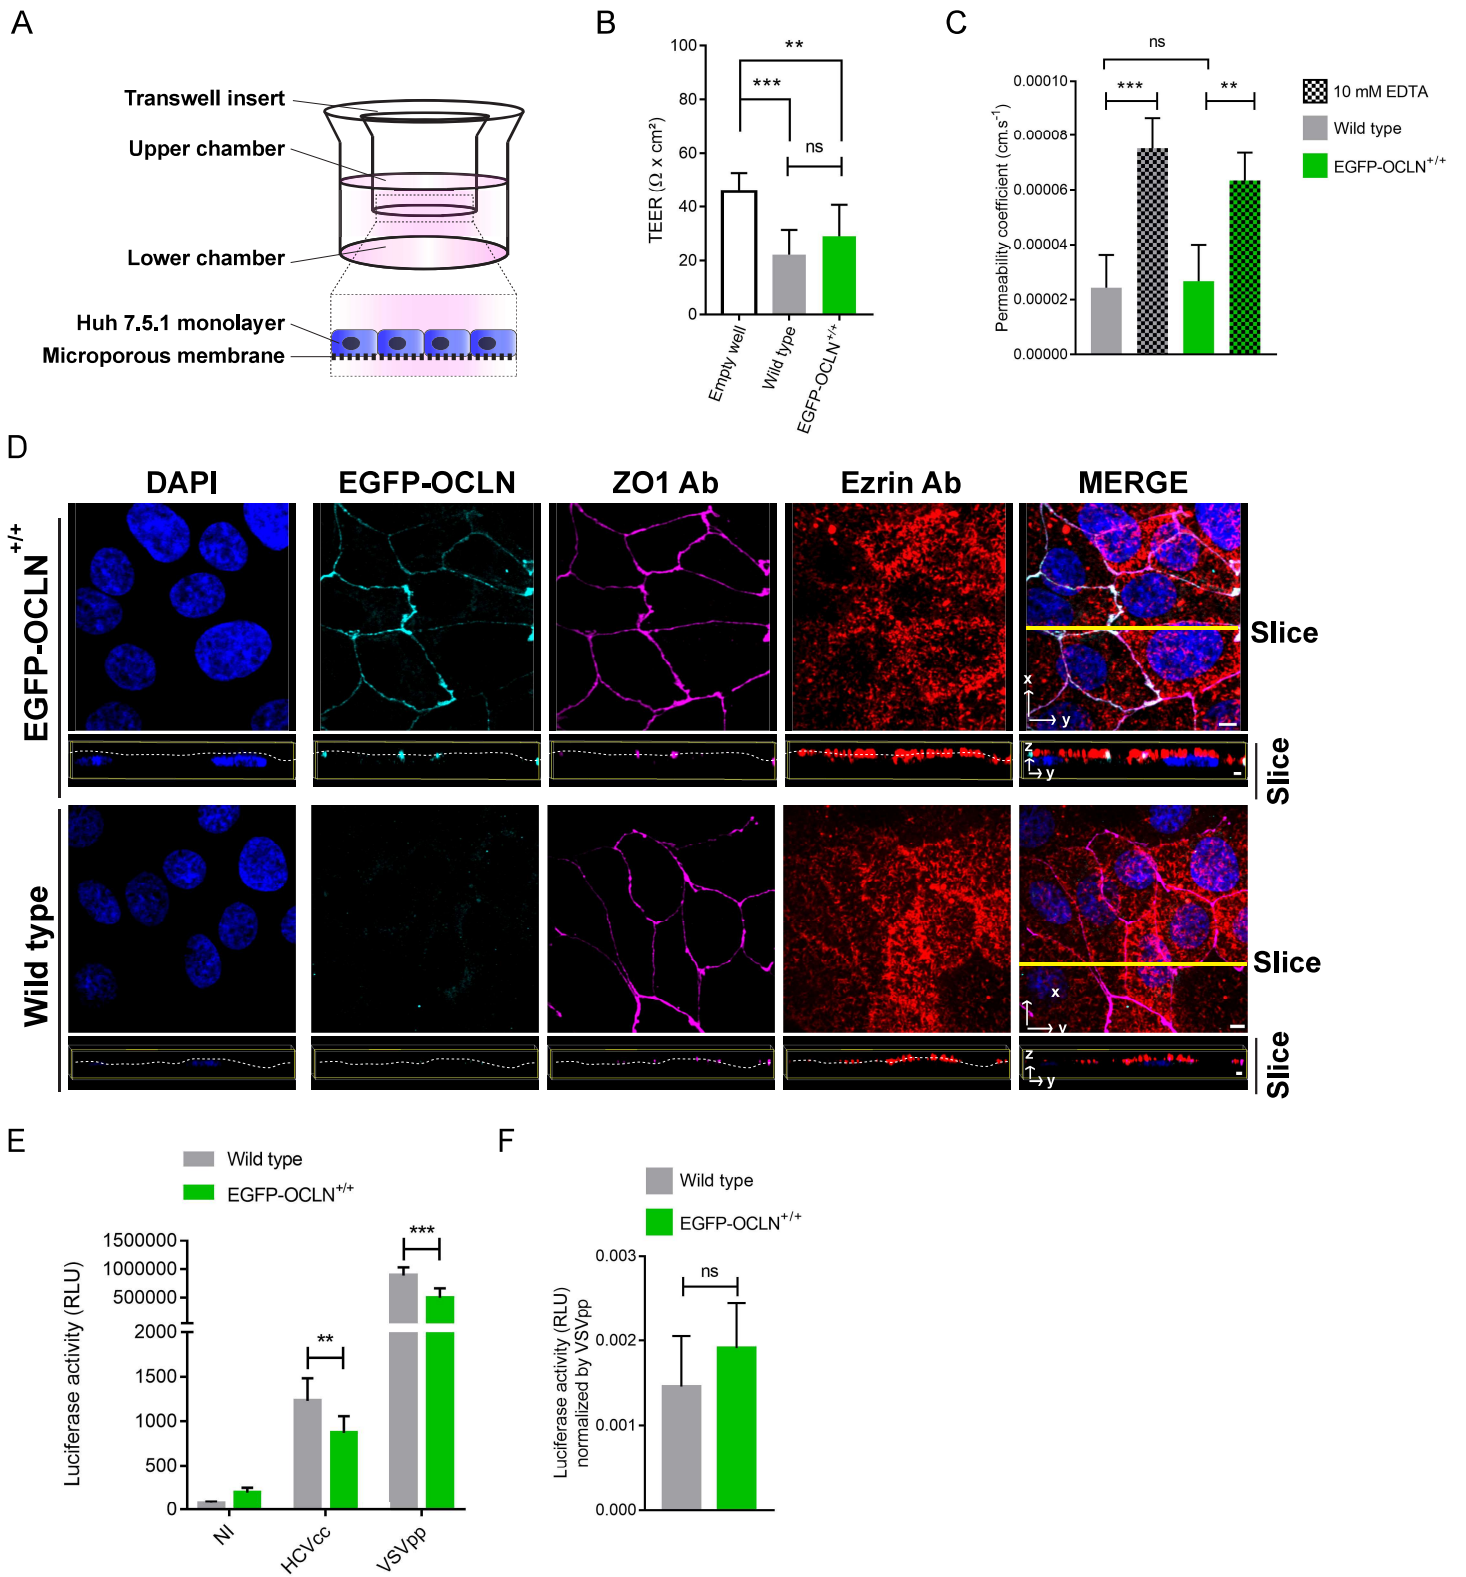 A
Transwell insert
Upper chamber
Lower chamber
Huh 7.5.1 monolayer
Microporous membrane
B
TEER (Ω x cm²)
100
80
60
40
20
0
**
***
ns
Empty well
Wild type
EGFP-OCLN+/+
C
Permeability coefficient (cm.s-1)
0.00010
0.00008
0.00006
0.00004
0.00002
0.00000
ns
***
**
10 mM EDTA
Wild type
EGFP-OCLN+/+
D
DAPI
EGFP-OCLN
ZO1 Ab
Ezrin Ab
MERGE
EGFP-OCLN+/+
x
y
Slice
z
y
Slice
Wild type
x
y
Slice
z
y
Slice
E
Wild type
EGFP-OCLN+/+
Luciferase activity (RLU)
1500000
1000000
500000
2000
1500
1000
500
0
**
***
NI
HCVcc
VSVpp
F
Wild type
EGFP-OCLN+/+
Luciferase activity (RLU)
normalized by VSVpp
0.003
0.002
0.001
0.000
ns